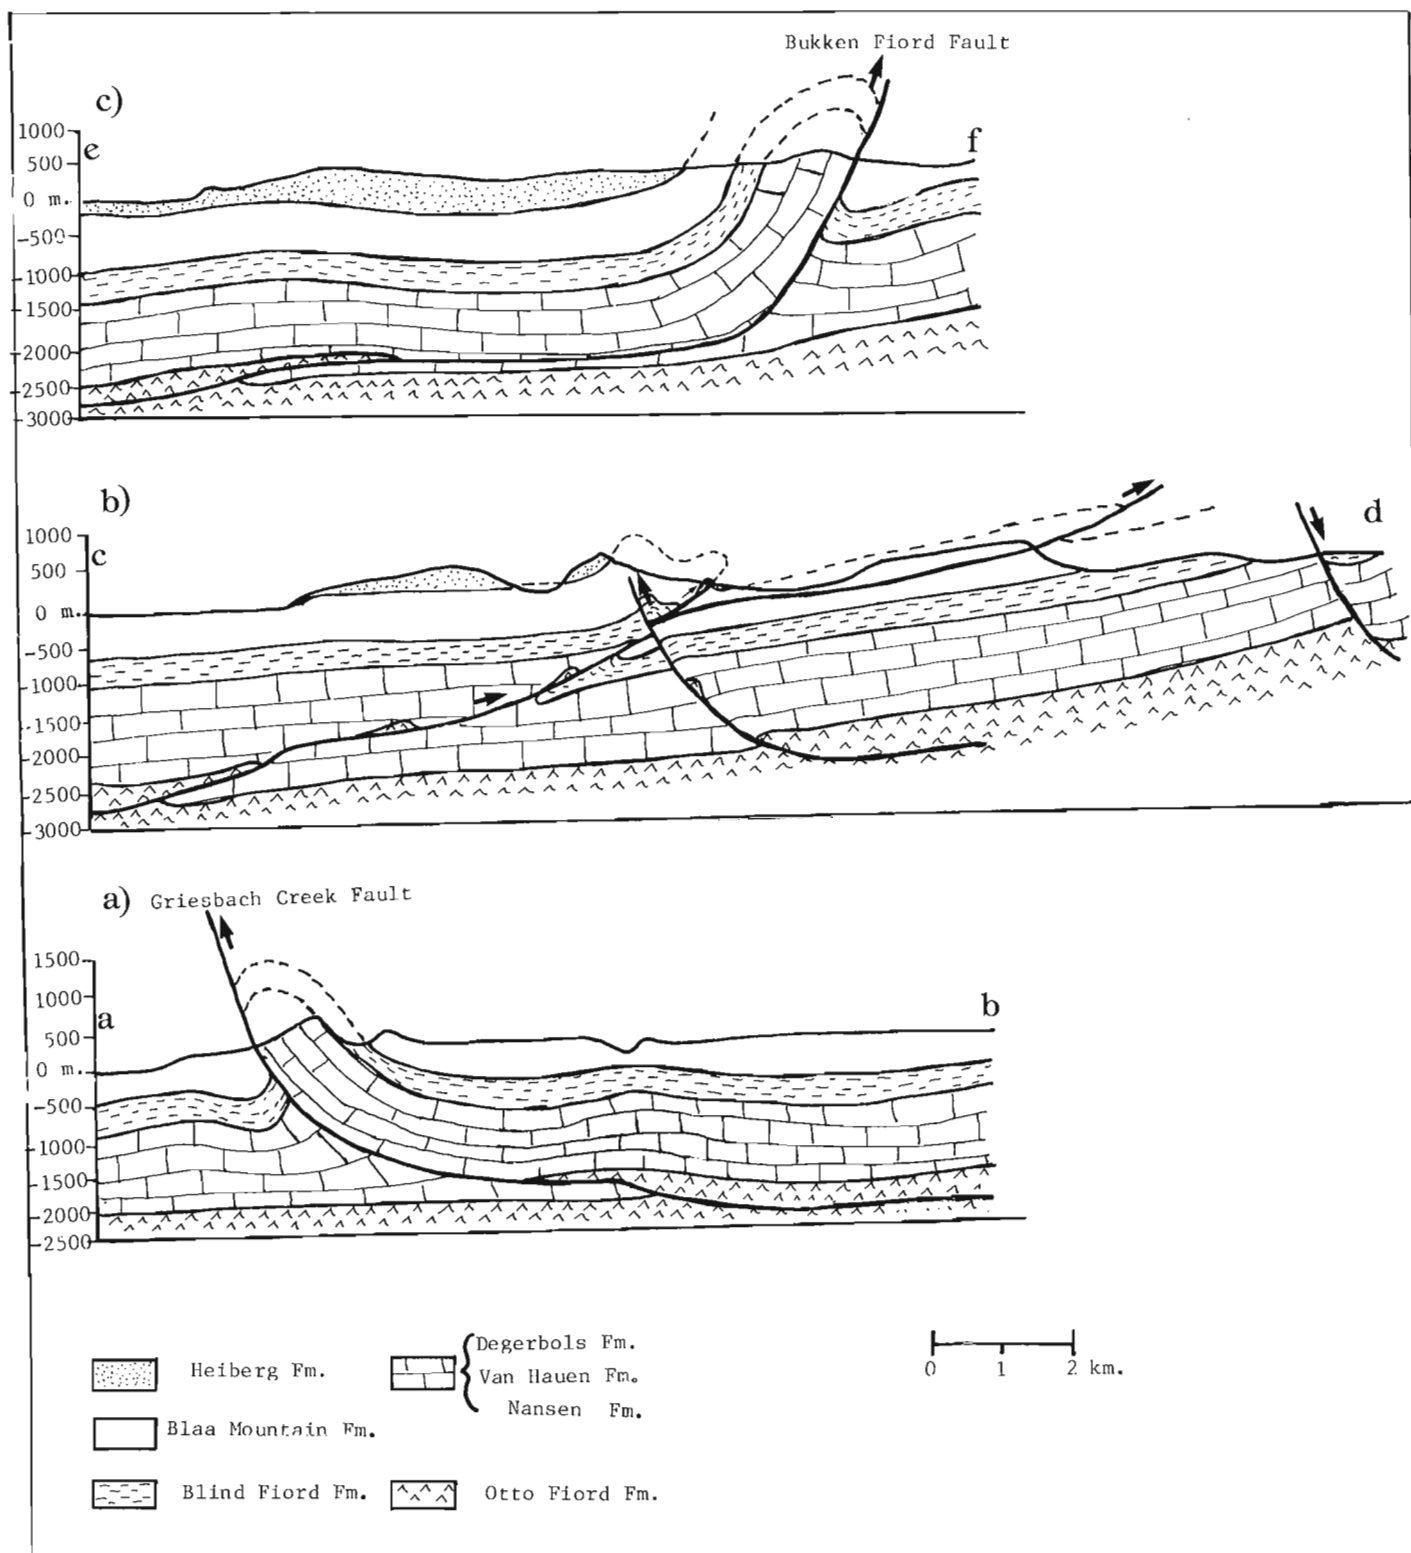 Bukken Fiord Fault
c)
e
f
1000
500
0 m.
-500
-1000
-1500
-2000
-2500
-3000
b)
c
d
1000
500
0 m.
-500
-1000
-1500
-2000
-2500
-3000
a) Griesbach Creek Fault
a
b
1500
1000
500
0 m.
-500
-1000
-1500
-2000
-2500
Heiberg Fm.
Blaa Mountain Fm.
Blind Fiord Fm.
Degerbols Fm.
Van Hauen Fm.
Nansen Fm.
Otto Fiord Fm.
0 1 2 km.